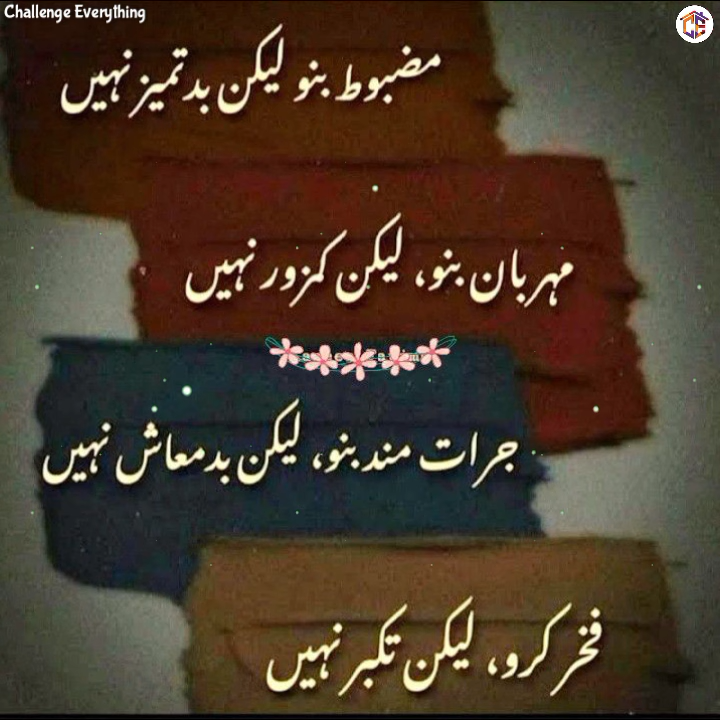 Challenge Everything
مضبوط بنو لیکن بدتمیز نہیں
مہربان بنو، لیکن کمزور نہیں
جرات مند بنو، لیکن بدمعاش نہیں
فخر کرو، لیکن تکبر نہیں